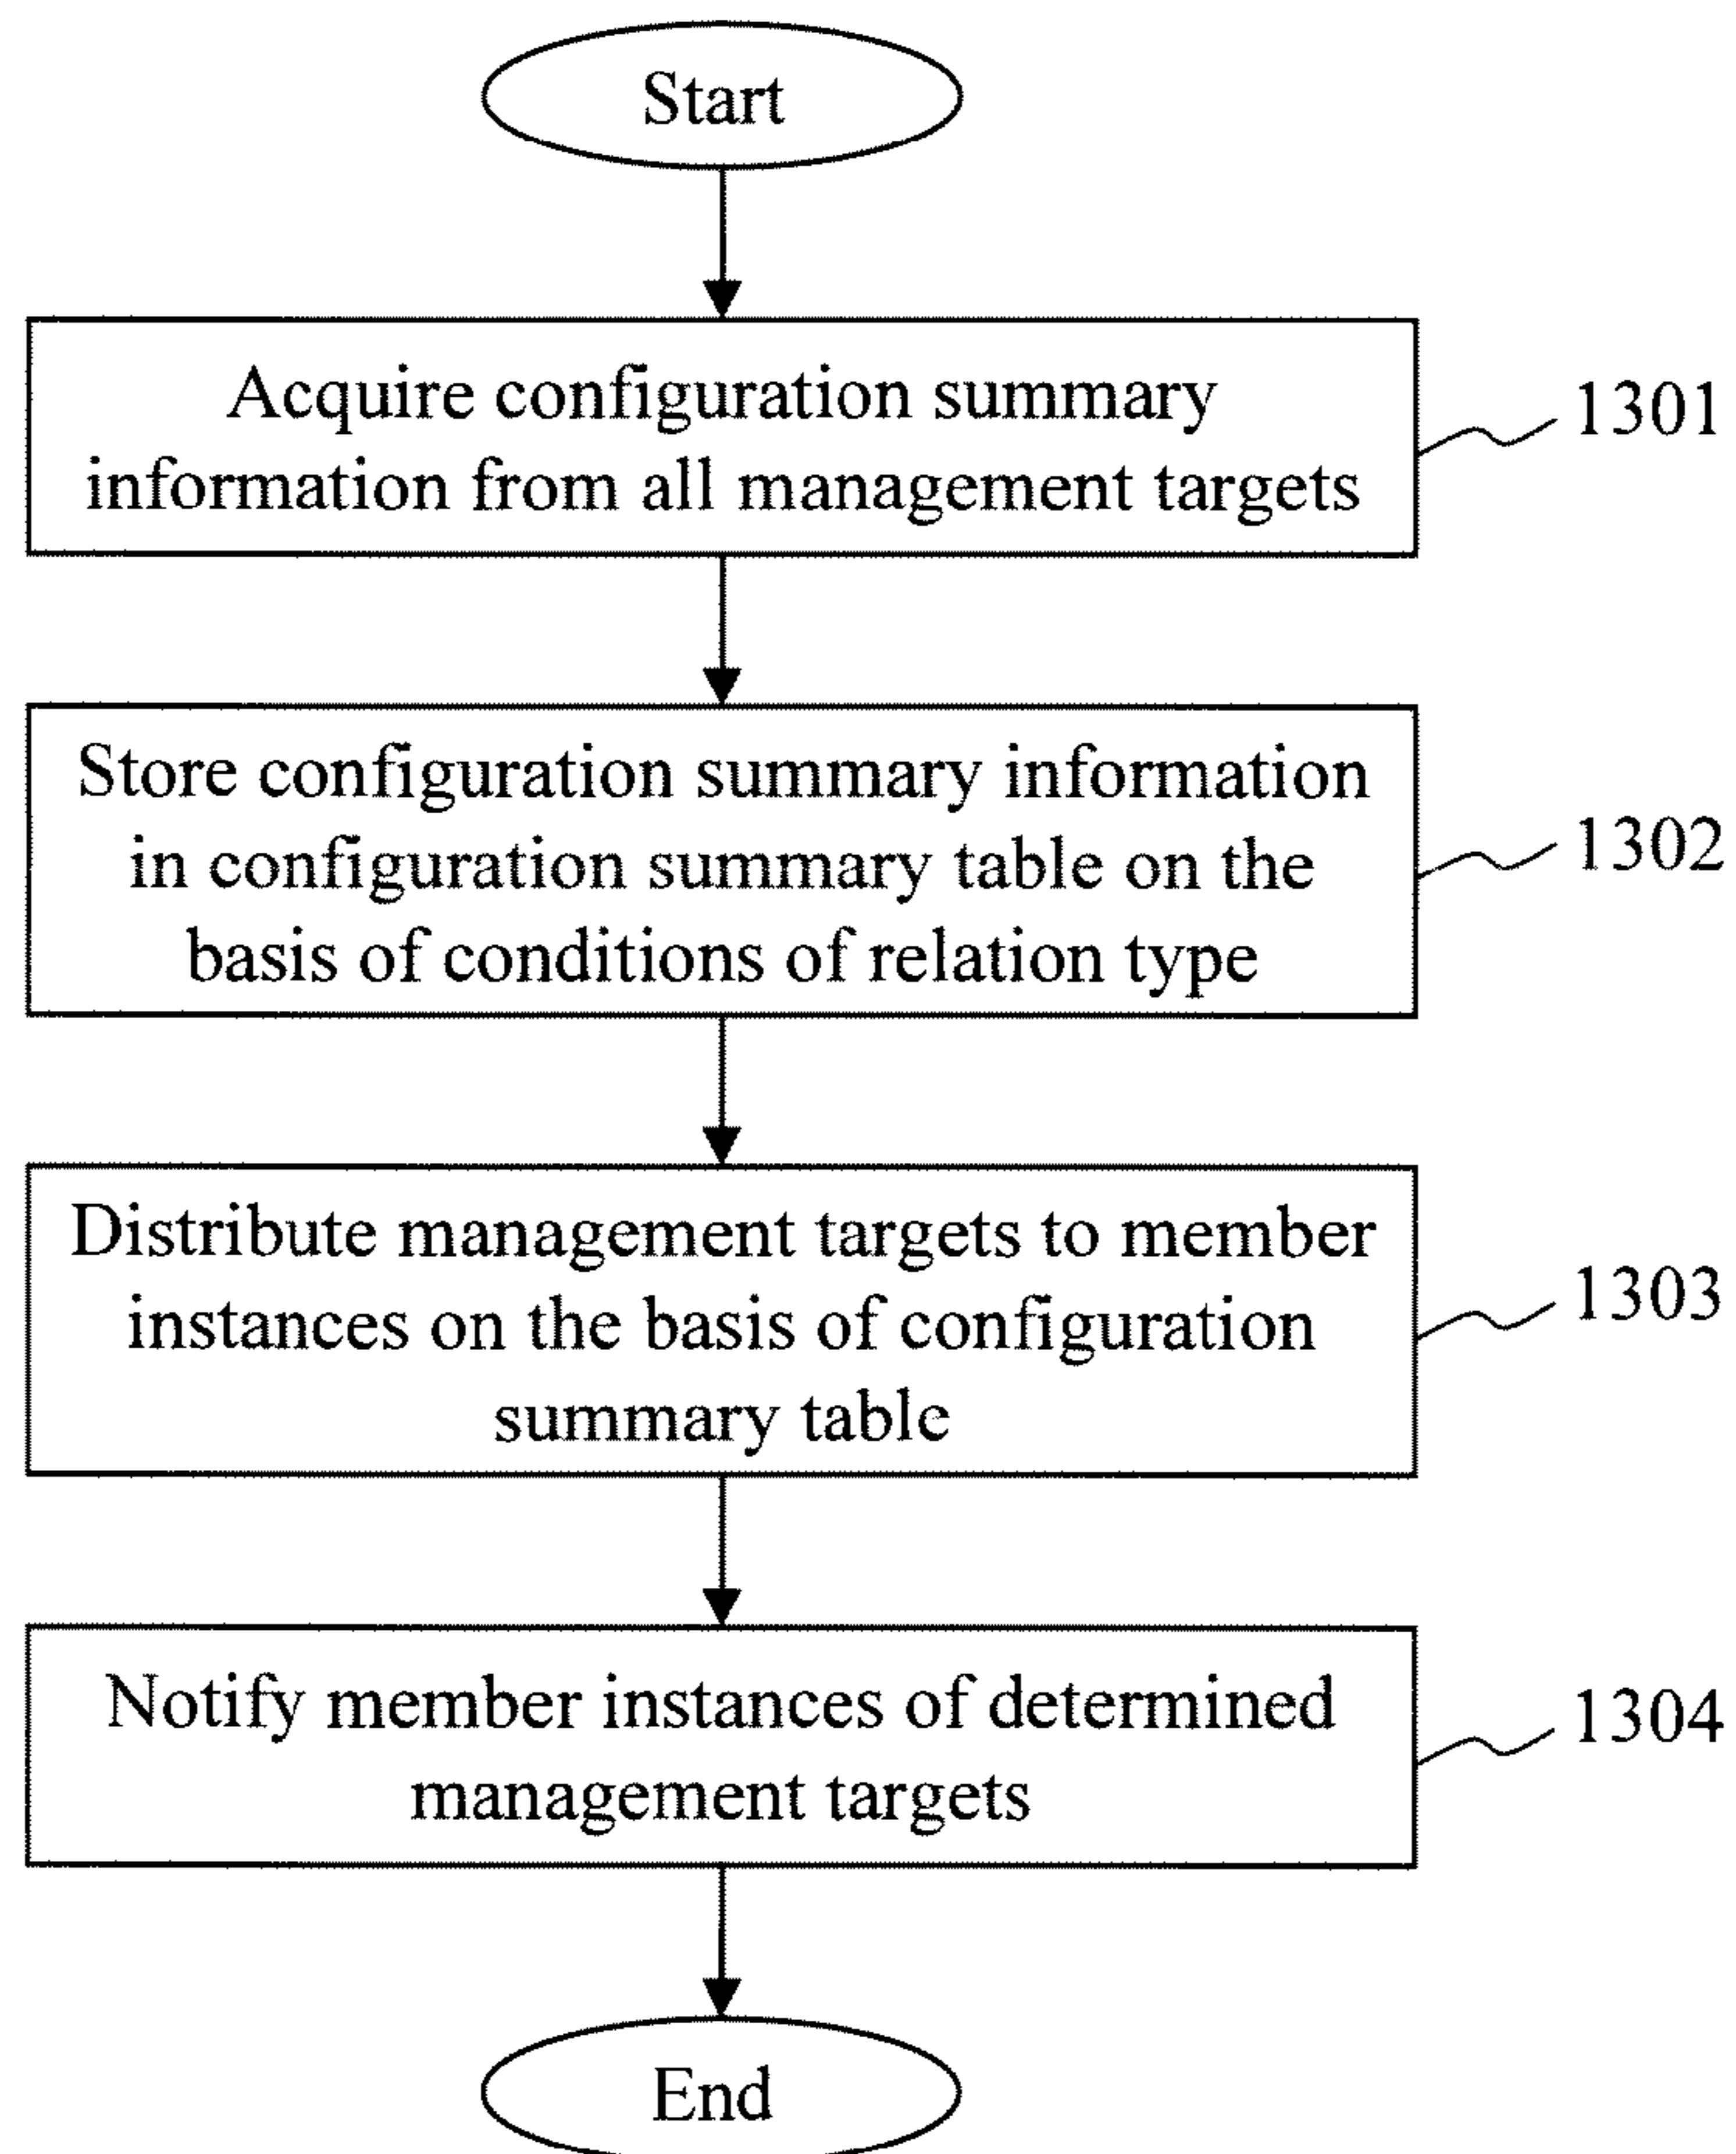 Start
Acquire configuration summary
information from all management targets
1301
Store configuration summary information
in configuration summary table on the
basis of conditions of relation type
1302
Distribute management targets to member
instances on the basis of configuration
summary table
1303
Notify member instances of determined
management targets
1304
End